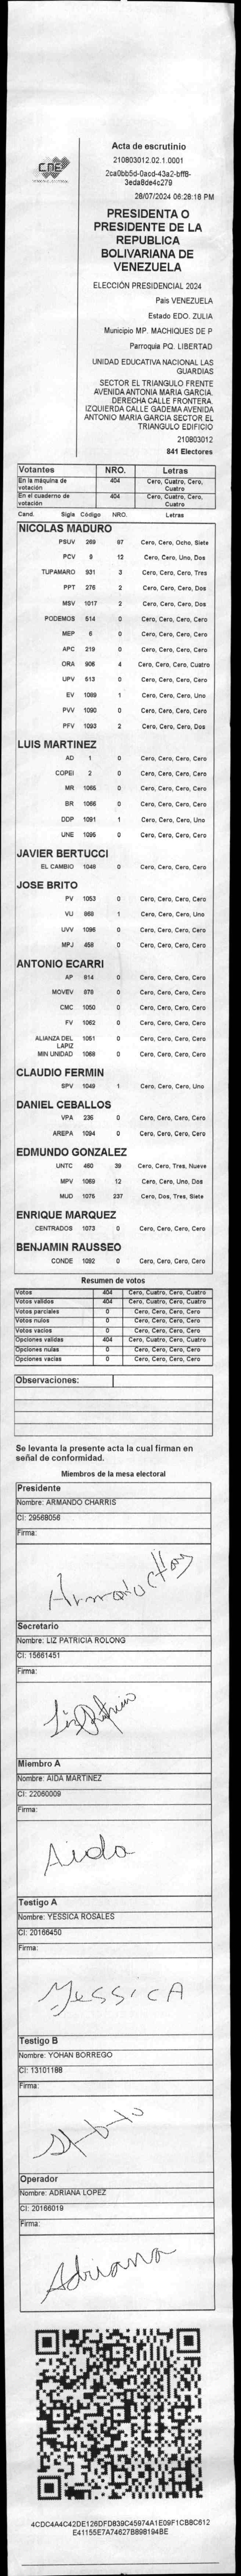 CNE
Acta de escrutinio
210803012.02.1.0001
2ca0bb5d-0acd-43a2-bff8-
3eda8de4c279
28/07/2024 06:28:18 PM
PRESIDENTA O
PRESIDENTE DE LA
REPUBLICA
BOLIVARIANA DE
VENEZUELA
ELECCIÓN PRESIDENCIAL 2024
Pais VENEZUELA
Estado EDO. ZULIA
Municipio MP. MACHIQUES DE P
Parroquia PQ. LIBERTAD
UNIDAD EDUCATIVA NACIONAL LAS
GUARDIAS
SECTOR EL TRIANGULO FRENTE
AVENIDA ANTONIA MARIA GARCIA.
DERECHA CALLE FRONTERA.
IZQUIERDA CALLE GADEMA AVENIDA
ANTONIO MARIA GARCIA SECTOR EL
TRIANGULO EDIFICIO
210803012
841 Electores
Votantes NRO. Letras
En la máquina de votación 404 Cero, Cuatro, Cero, Cuatro
En el cuaderno de votación 404 Cero, Cuatro, Cero, Cuatro
Cand. Sigla Código NRO. Letras
NICOLAS MADURO
PSUV 269 87 Cero, Cero, Ocho, Siete
PCV 9 12 Cero, Cero, Uno, Dos
TUPAMARO 931 3 Cero, Cero, Cero, Tres
PPT 276 2 Cero, Cero, Cero, Dos
MSV 1017 2 Cero, Cero, Cero, Dos
PODEMOS 514 0 Cero, Cero, Cero, Cero
MEP 6 0 Cero, Cero, Cero, Cero
APC 219 0 Cero, Cero, Cero, Cero
ORA 906 4 Cero, Cero, Cero, Cuatro
UPV 513 0 Cero, Cero, Cero, Cero
EV 1089 1 Cero, Cero, Cero, Uno
PVV 1090 0 Cero, Cero, Cero, Cero
PFV 1093 2 Cero, Cero, Cero, Dos
LUIS MARTINEZ
AD 1 0 Cero, Cero, Cero, Cero
COPEI 2 0 Cero, Cero, Cero, Cero
MR 1065 0 Cero, Cero, Cero, Cero
BR 1066 0 Cero, Cero, Cero, Cero
DDP 1091 1 Cero, Cero, Cero, Uno
UNE 1095 0 Cero, Cero, Cero, Cero
JAVIER BERTUCCI
EL CAMBIO 1046 0 Cero, Cero, Cero, Cero
JOSE BRITO
PV 1053 0 Cero, Cero, Cero, Cero
VU 968 1 Cero, Cero, Cero, Uno
UVV 1096 0 Cero, Cero, Cero, Cero
MPJ 458 0 Cero, Cero, Cero, Cero
ANTONIO ECARRI
AP 914 0 Cero, Cero, Cero, Cero
MOVEV 879 0 Cero, Cero, Cero, Cero
CMC 1050 0 Cero, Cero, Cero, Cero
FV 1062 0 Cero, Cero, Cero, Cero
ALIANZA DEL LAPIZ 1051 0 Cero, Cero, Cero, Cero
MIN UNIDAD 1068 0 Cero, Cero, Cero, Cero
CLAUDIO FERMIN
SPV 1049 1 Cero, Cero, Cero, Uno
DANIEL CEBALLOS
VPA 236 0 Cero, Cero, Cero, Cero
AREPA 1094 0 Cero, Cero, Cero, Cero
EDMUNDO GONZALEZ
UNTC 460 39 Cero, Cero, Tres, Nueve
MPV 1069 12 Cero, Cero, Uno, Dos
MUD 1076 237 Cero, Dos, Tres, Siete
ENRIQUE MARQUEZ
CENTRADOS 1073 0 Cero, Cero, Cero, Cero
BENJAMIN RAUSSEO
CONDE 1092 0 Cero, Cero, Cero, Cero
Resumen de votos
Votos 404 Cero, Cuatro, Cero, Cuatro
Votos validos 404 Cero, Cuatro, Cero, Cuatro
Votos parciales 0 Cero, Cero, Cero, Cero
Votos nulos 0 Cero, Cero, Cero, Cero
Votos vacios 0 Cero, Cero, Cero, Cero
Opciones validas 404 Cero, Cuatro, Cero, Cuatro
Opciones nulas 0 Cero, Cero, Cero, Cero
Opciones vacias 0 Cero, Cero, Cero, Cero
Observaciones:
Se levanta la presente acta la cual firman en
señal de conformidad.
Miembros de la mesa electoral
Presidente
Nombre: ARMANDO CHARRIS
CI: 29568056
Firma:
Secretario
Nombre: LIZ PATRICIA ROLONG
CI: 15661451
Firma:
Miembro A
Nombre: AIDA MARTINEZ
CI: 22060009
Firma:
Aida
Testigo A
Nombre: YESSICA ROSALES
CI: 20166450
Firma:
YESSICA
Testigo B
Nombre: YOHAN BORREGO
CI: 13101188
Firma:
Operador
Nombre: ADRIANA LOPEZ
CI: 20166019
Firma:
Adriana
4CDC4A4C42DE126DFD839C45974A1E09F1CB8C612
E41155E7A74627B898194BE